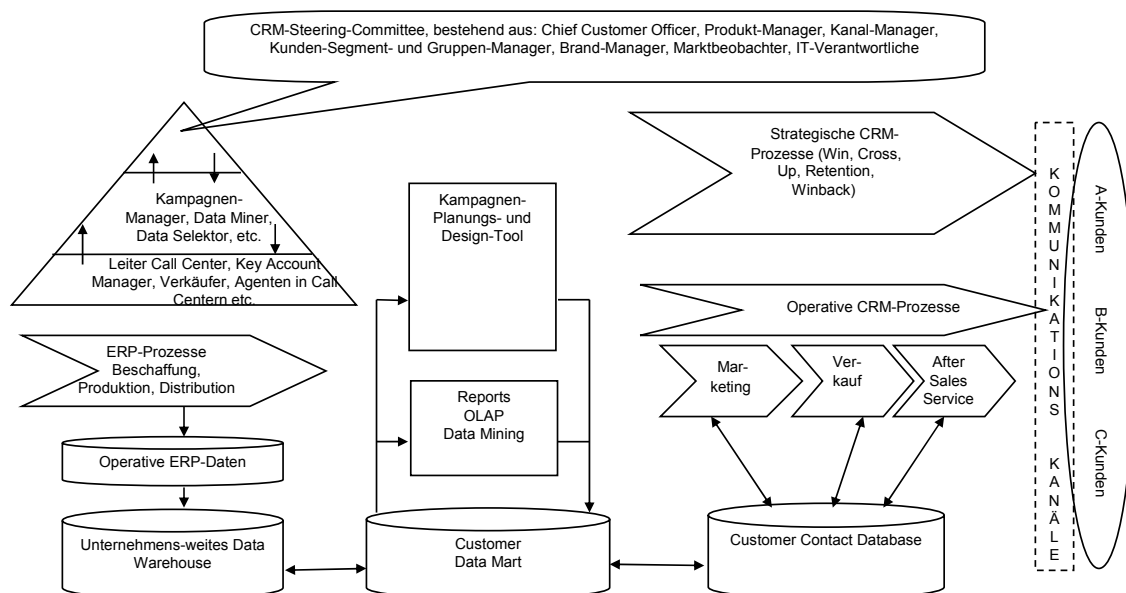 CRM-Steering-Committee, bestehend aus: Chief Customer Officer, Produkt-Manager, Kanal-Manager,
Kunden-Segment- und Gruppen-Manager, Brand-Manager, Marktbeobachter, IT-Verantwortliche
Kampagnen-
Manager, Data Miner,
Data Selektor, etc.
Leiter Call Center, Key Account
Manager, Verkäufer, Agenten in Call
Centern etc.
ERP-Prozesse
Beschaffung,
Produktion, Distribution
Operative ERP-Daten
Unternehmens-weites Data
Warehouse
Kampagnen-
Planungs- und
Design-Tool
Reports
OLAP
Data Mining
Customer
Data Mart
Strategische CRM-
Prozesse (Win, Cross,
Up, Retention,
Winback)
Operative CRM-Prozesse
Mar-
keting
Ver-
kauf
After
Sales
Service
Customer Contact Database
KOMMUNIKATIONS KANÄLE
A-Kunden
B-Kunden
C-Kunden